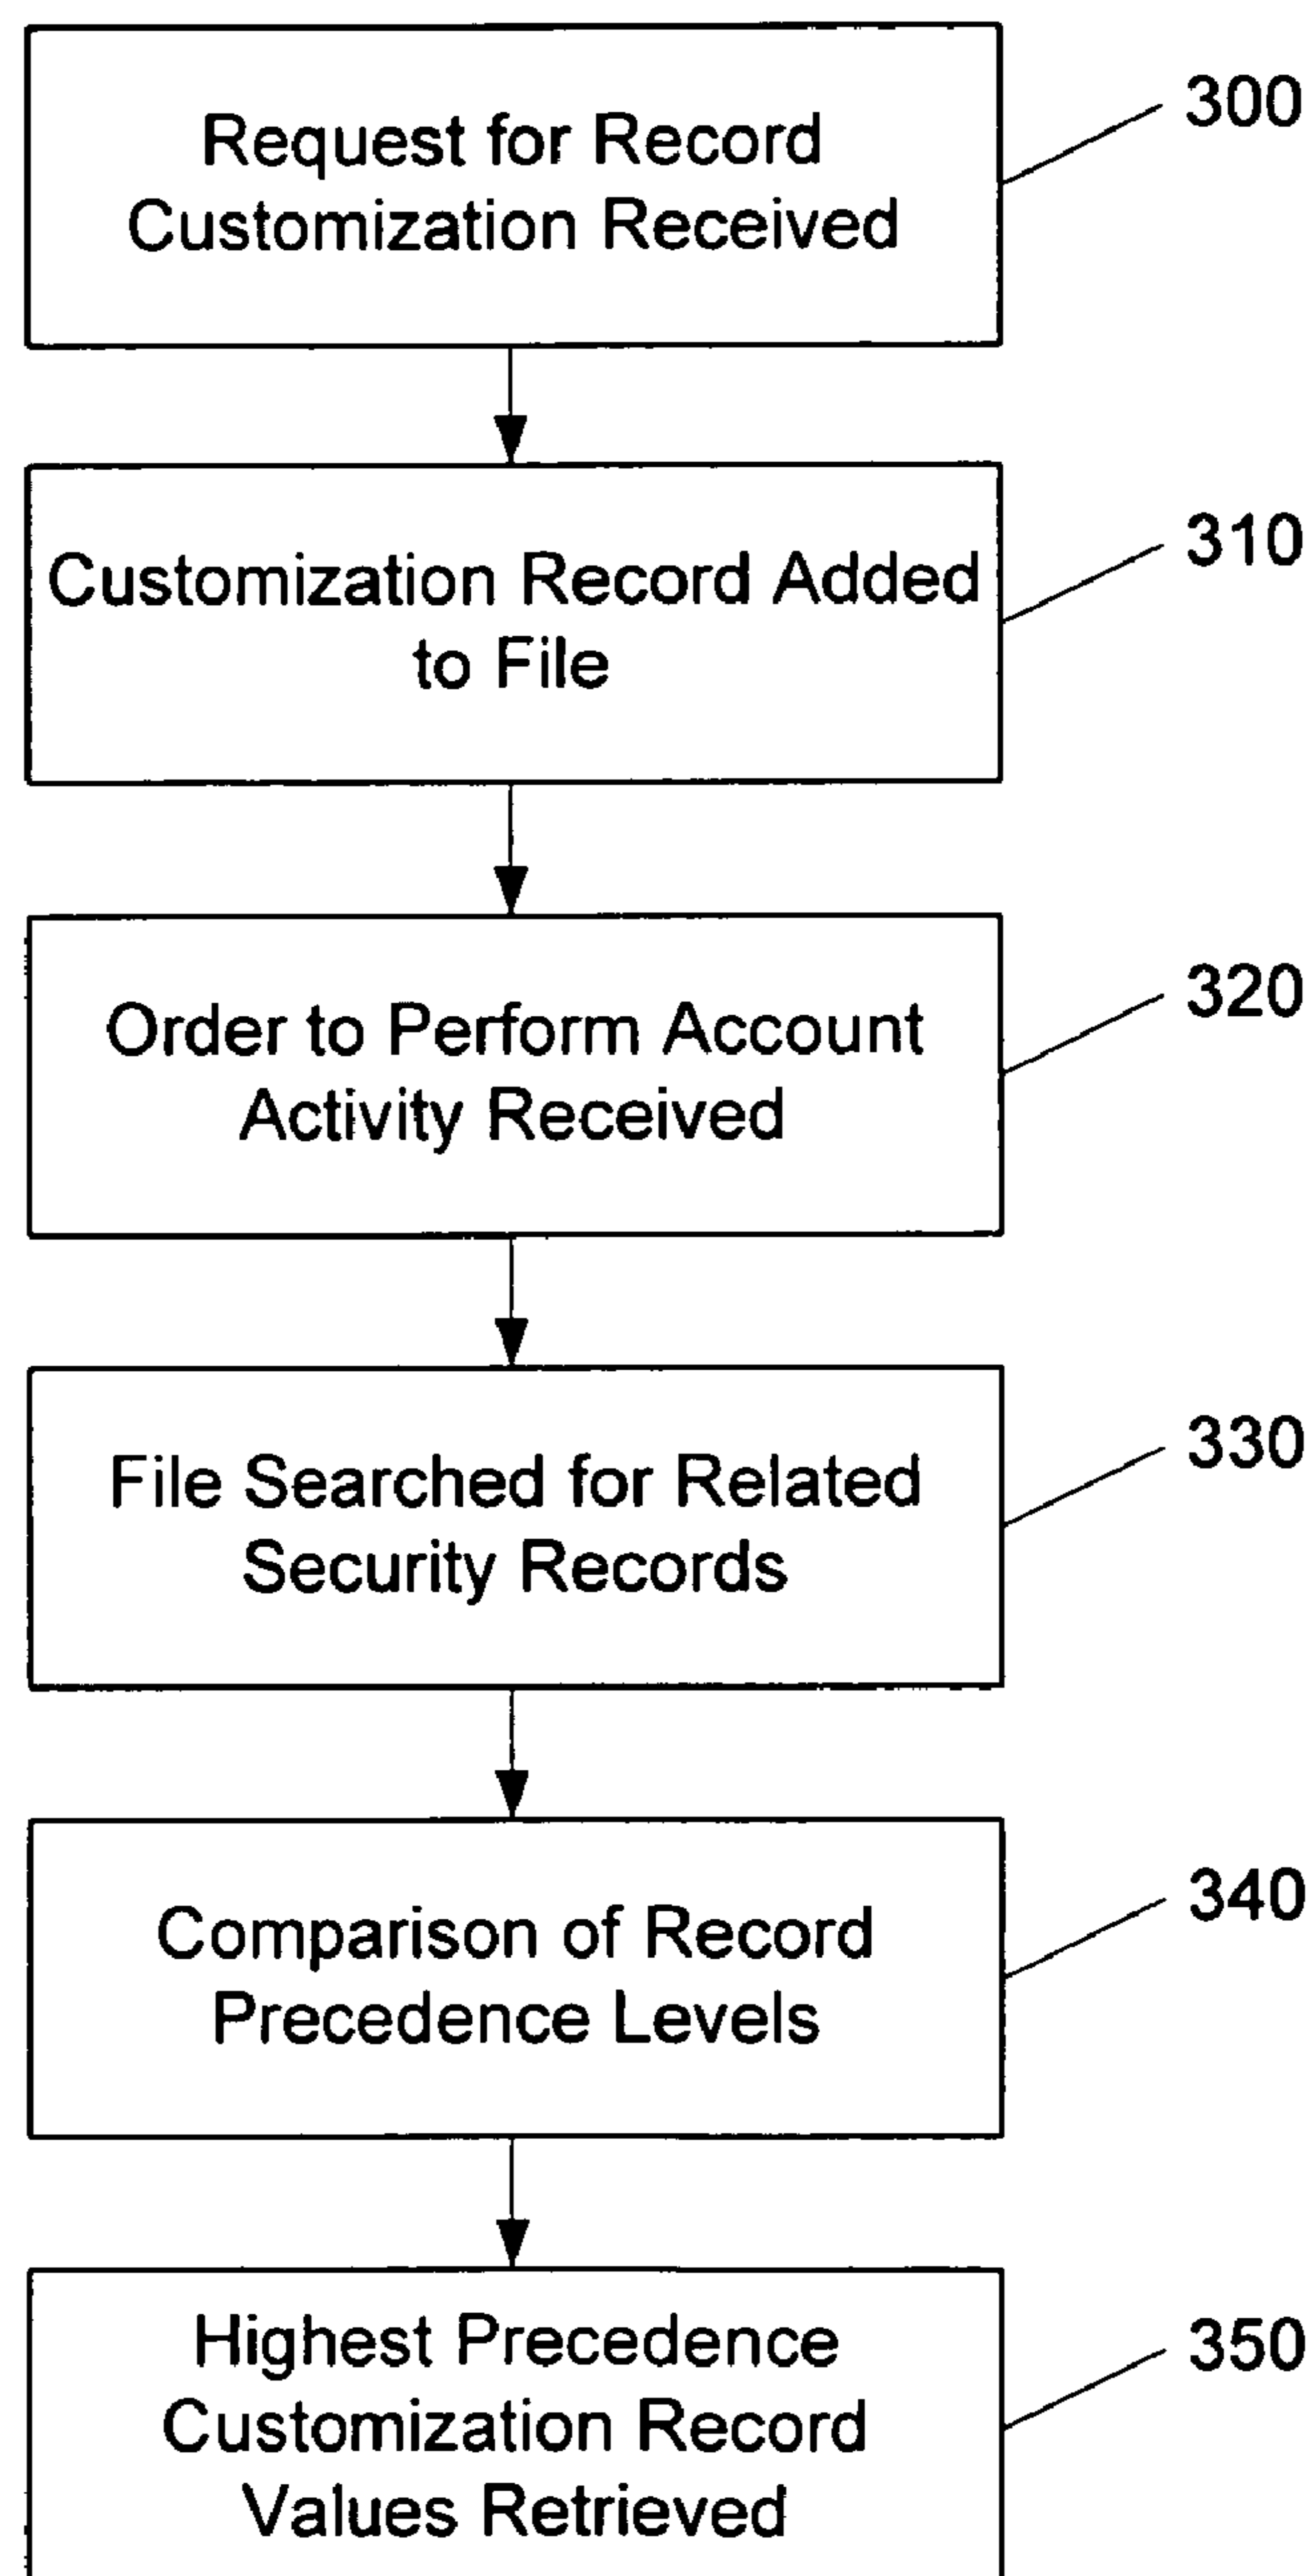 Request for Record
Customization Received
300
Customization Record Added
to File
310
Order to Perform Account
Activity Received
320
File Searched for Related
Security Records
330
Comparison of Record
Precedence Levels
340
Highest Precedence
Customization Record
Values Retrieved
350